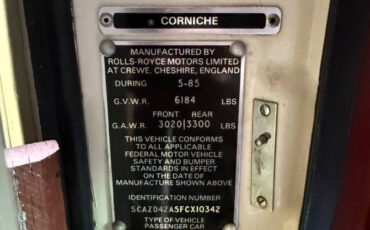 CORNICHE
MANUFACTURED BY
ROLLS-ROYCE MOTORS LIMITED
AT CREWE, CHESHIRE, ENGLAND
DURING 5-85
G.V.W.R. 6184 LBS
FRONT REAR
G.A.W.R. 3020|3300 LBS
THIS VEHICLE CONFORMS
TO ALL APPLICABLE
FEDERAL MOTOR VEHICLE
SAFETY AND BUMPER
STANDARDS IN EFFECT
ON THE DATE OF
MANUFACTURE SHOWN ABOVE
IDENTIFICATION NUMBER
SCAZD42A5FCX10342
TYPE OF VEHICLE
PASSENGER CAR